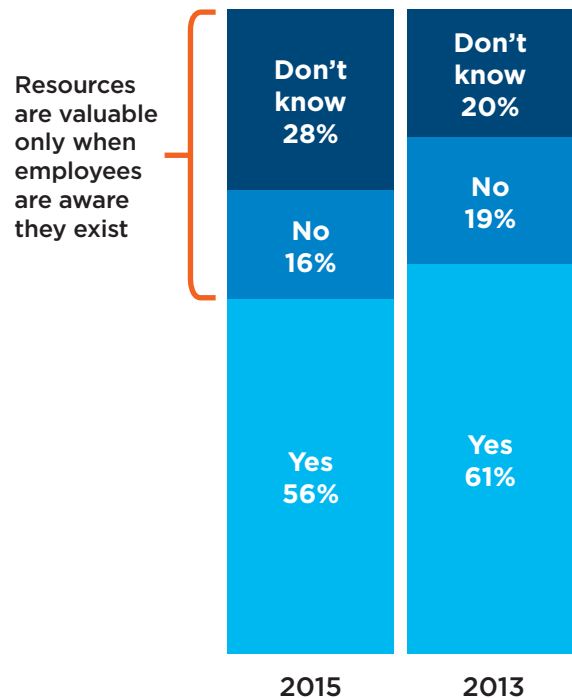 Resources
are valuable
only when
employees
are aware
they exist
Don't
know
28%
No
16%
Yes
56%
2015
Don't
know
20%
No
19%
Yes
61%
2013